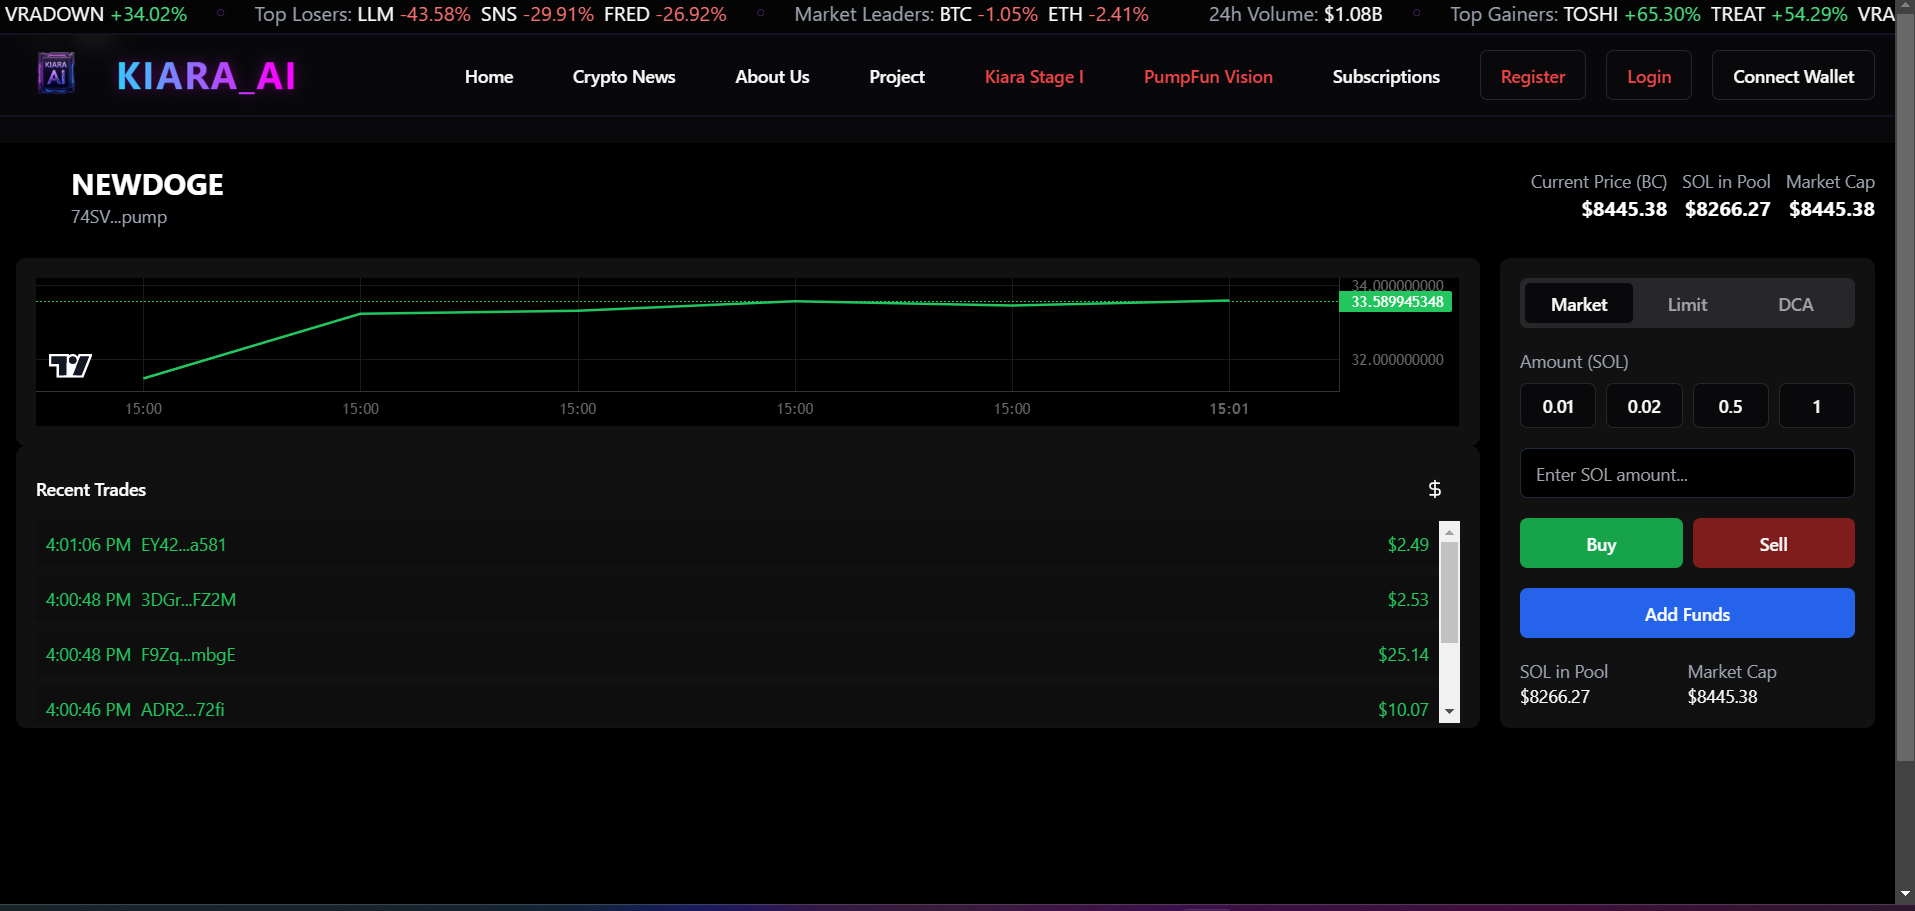 VRADOWN +34.02% Top Losers: LLM -43.58% SNS -29.91% FRED -26.92% Market Leaders: BTC -1.05% ETH -2.41% 24h Volume: $1.08B Top Gainers: TOSHI +65.30% TREAT +54.29% VRA
KIARA AI KIARA_AI Home Crypto News About Us Project Kiara Stage I PumpFun Vision Subscriptions Register Login Connect Wallet
NEWDOGE
74SV...pump
Current Price (BC) SOL in Pool Market Cap
$8445.38 $8266.27 $8445.38
34.000000000
33.589945348
32.000000000
15:00 15:00 15:00 15:00 15:00 15:01
Recent Trades $
4:01:06 PM EY42...a581 $2.49
4:00:48 PM 3DGr...FZ2M $2.53
4:00:48 PM F9Zq...mbgE $25.14
4:00:46 PM ADR2...72fi $10.07
Market Limit DCA
Amount (SOL)
0.01 0.02 0.5 1
Enter SOL amount...
Buy Sell
Add Funds
SOL in Pool Market Cap
$8266.27 $8445.38